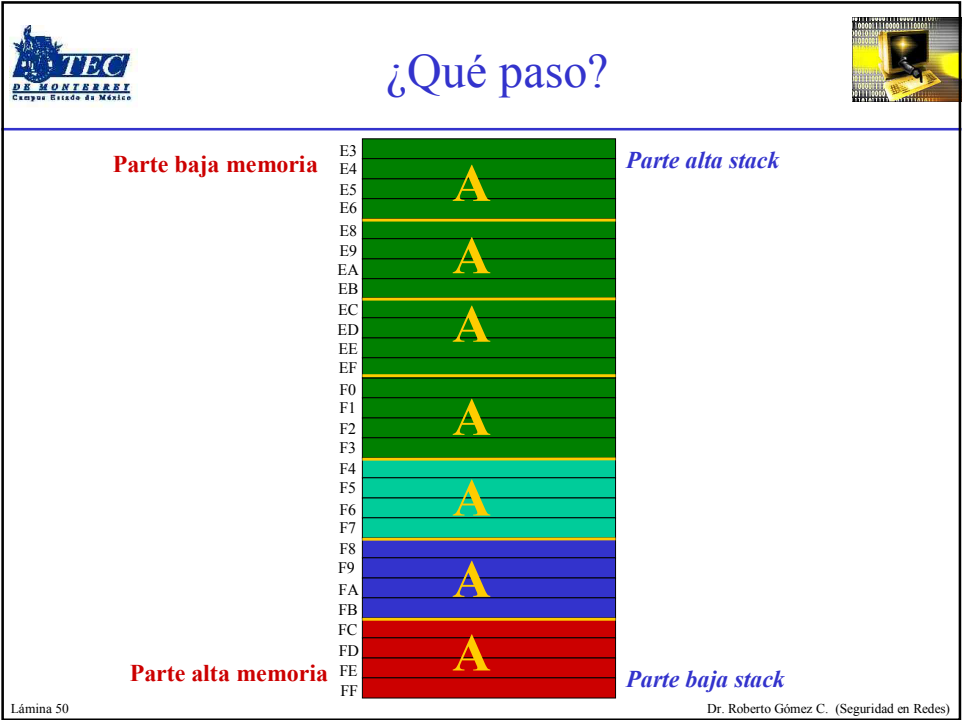 TEC
DE MONTERREY
Campus Estado de México
¿Qué paso?
Parte baja memoria
Parte alta stack
E3
E4
E5
E6
A
E8
E9
EA
EB
A
EC
ED
EE
EF
A
F0
F1
F2
F3
A
F4
F5
F6
F7
A
F8
F9
FA
FB
A
FC
FD
FE
FF
A
Parte alta memoria
Parte baja stack
Lámina 50
Dr. Roberto Gómez C. (Seguridad en Redes)